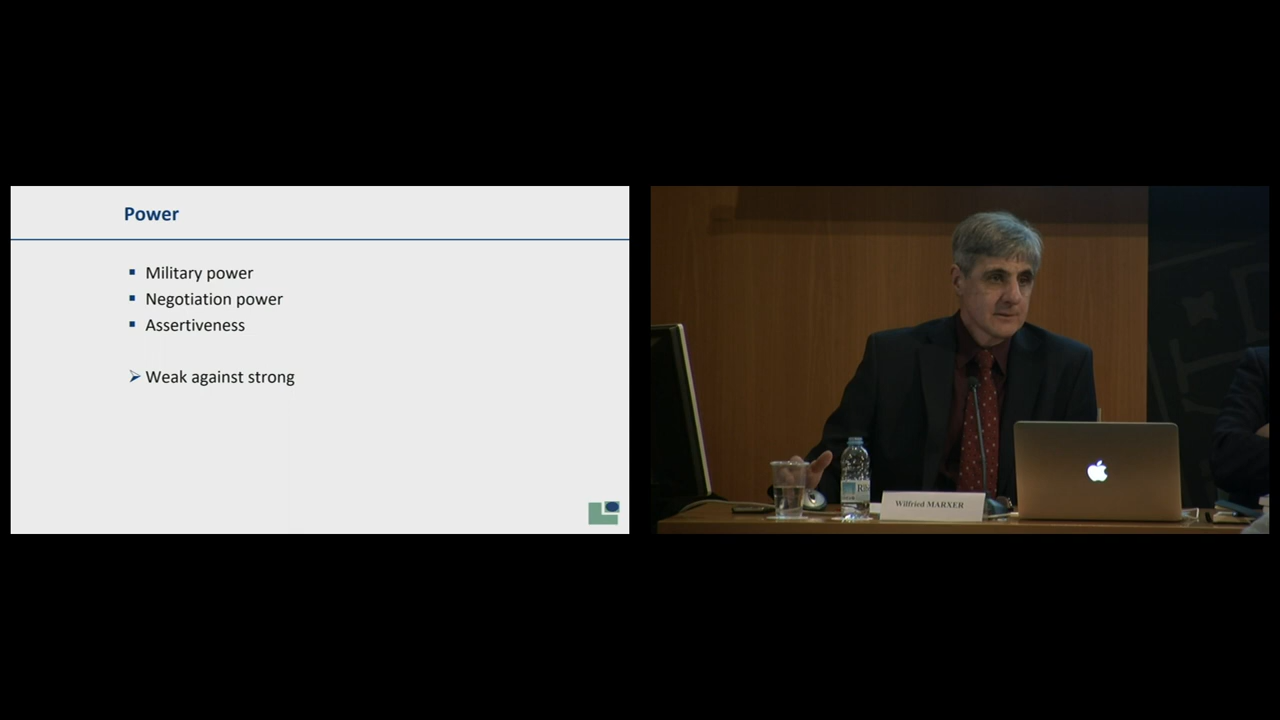 Power
Military power
Negotiation power
Assertiveness
Weak against strong
Wilfried MARXER